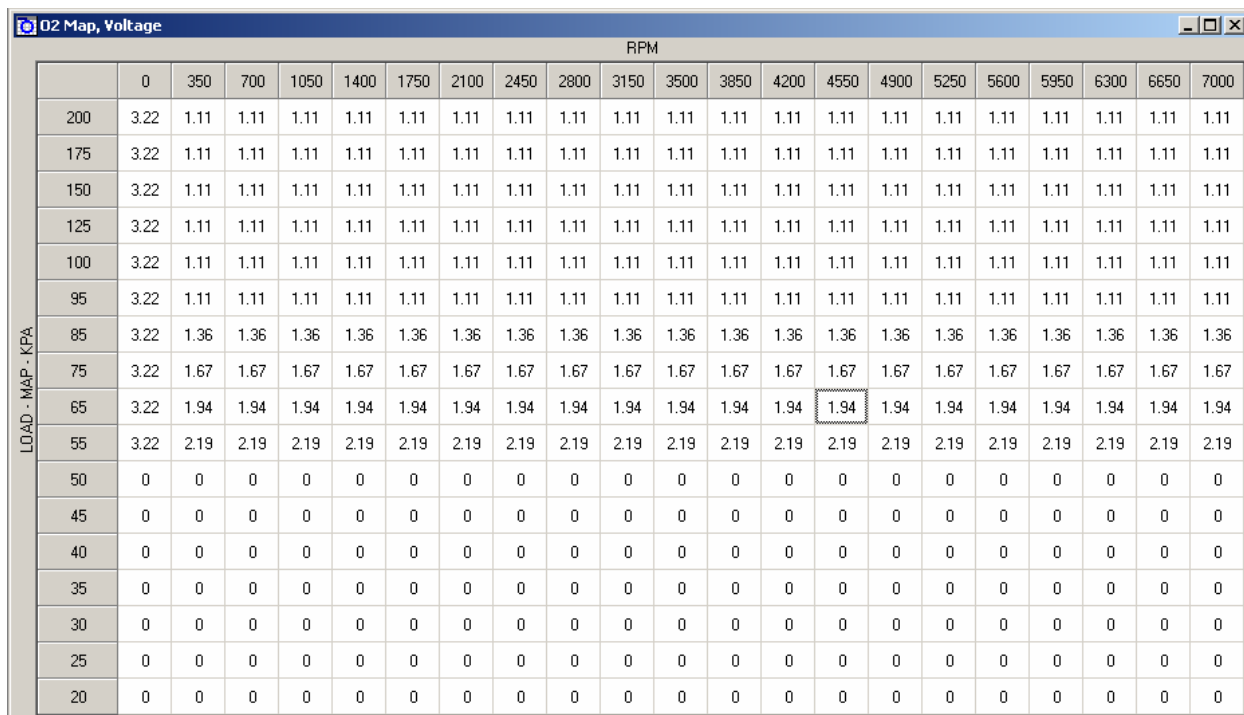 O2 Map, Voltage
RPM
0 350 700 1050 1400 1750 2100 2450 2800 3150 3500 3850 4200 4550 4900 5250 5600 5950 6300 6650 7000
LOAD - MAP - KPA
200 3.22 1.11 1.11 1.11 1.11 1.11 1.11 1.11 1.11 1.11 1.11 1.11 1.11 1.11 1.11 1.11 1.11 1.11 1.11 1.11 1.11
175 3.22 1.11 1.11 1.11 1.11 1.11 1.11 1.11 1.11 1.11 1.11 1.11 1.11 1.11 1.11 1.11 1.11 1.11 1.11 1.11 1.11
150 3.22 1.11 1.11 1.11 1.11 1.11 1.11 1.11 1.11 1.11 1.11 1.11 1.11 1.11 1.11 1.11 1.11 1.11 1.11 1.11 1.11
125 3.22 1.11 1.11 1.11 1.11 1.11 1.11 1.11 1.11 1.11 1.11 1.11 1.11 1.11 1.11 1.11 1.11 1.11 1.11 1.11 1.11
100 3.22 1.11 1.11 1.11 1.11 1.11 1.11 1.11 1.11 1.11 1.11 1.11 1.11 1.11 1.11 1.11 1.11 1.11 1.11 1.11 1.11
95 3.22 1.11 1.11 1.11 1.11 1.11 1.11 1.11 1.11 1.11 1.11 1.11 1.11 1.11 1.11 1.11 1.11 1.11 1.11 1.11 1.11
85 3.22 1.36 1.36 1.36 1.36 1.36 1.36 1.36 1.36 1.36 1.36 1.36 1.36 1.36 1.36 1.36 1.36 1.36 1.36 1.36 1.36
75 3.22 1.67 1.67 1.67 1.67 1.67 1.67 1.67 1.67 1.67 1.67 1.67 1.67 1.67 1.67 1.67 1.67 1.67 1.67 1.67 1.67
65 3.22 1.94 1.94 1.94 1.94 1.94 1.94 1.94 1.94 1.94 1.94 1.94 1.94 1.94 1.94 1.94 1.94 1.94 1.94 1.94 1.94
55 3.22 2.19 2.19 2.19 2.19 2.19 2.19 2.19 2.19 2.19 2.19 2.19 2.19 2.19 2.19 2.19 2.19 2.19 2.19 2.19 2.19
50 0 0 0 0 0 0 0 0 0 0 0 0 0 0 0 0 0 0 0 0 0
45 0 0 0 0 0 0 0 0 0 0 0 0 0 0 0 0 0 0 0 0 0
40 0 0 0 0 0 0 0 0 0 0 0 0 0 0 0 0 0 0 0 0 0
35 0 0 0 0 0 0 0 0 0 0 0 0 0 0 0 0 0 0 0 0 0
30 0 0 0 0 0 0 0 0 0 0 0 0 0 0 0 0 0 0 0 0 0
25 0 0 0 0 0 0 0 0 0 0 0 0 0 0 0 0 0 0 0 0 0
20 0 0 0 0 0 0 0 0 0 0 0 0 0 0 0 0 0 0 0 0 0